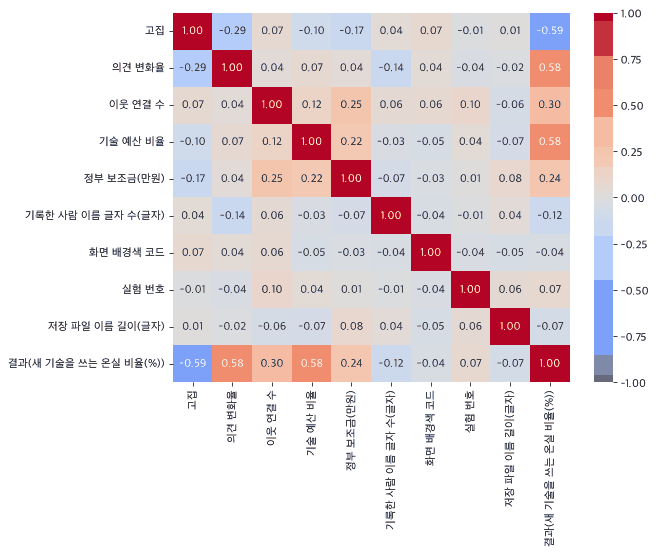 고집 1.00 -0.29 0.07 -0.10 -0.17 0.04 0.07 -0.01 0.01 -0.59
의견 변화율 -0.29 1.00 0.04 0.07 0.04 -0.14 0.04 -0.04 -0.02 0.58
이웃 연결 수 0.07 0.04 1.00 0.12 0.25 0.06 0.06 0.10 -0.06 0.30
기술 예산 비율 -0.10 0.07 0.12 1.00 0.22 -0.03 -0.05 0.04 -0.07 0.58
정부 보조금(만원) -0.17 0.04 0.25 0.22 1.00 -0.07 -0.03 0.01 0.08 0.24
기록한 사람 이름 글자 수(글자) 0.04 -0.14 0.06 -0.03 -0.07 1.00 -0.04 -0.01 0.04 -0.12
화면 배경색 코드 0.07 0.04 0.06 -0.05 -0.03 -0.04 1.00 -0.04 -0.05 -0.04
실험 번호 -0.01 -0.04 0.10 0.04 0.01 -0.01 -0.04 1.00 0.06 0.07
저장 파일 이름 길이(글자) 0.01 -0.02 -0.06 -0.07 0.08 0.04 -0.05 0.06 1.00 -0.07
결과(새 기술을 쓰는 온실 비율(%)) -0.59 0.58 0.30 0.58 0.24 -0.12 -0.04 0.07 -0.07 1.00
고집
의견 변화율
이웃 연결 수
기술 예산 비율
정부 보조금(만원)
기록한 사람 이름 글자 수(글자)
화면 배경색 코드
실험 번호
저장 파일 이름 길이(글자)
결과(새 기술을 쓰는 온실 비율(%))
1.00
0.75
0.50
0.25
0.00
-0.25
-0.50
-0.75
-1.00